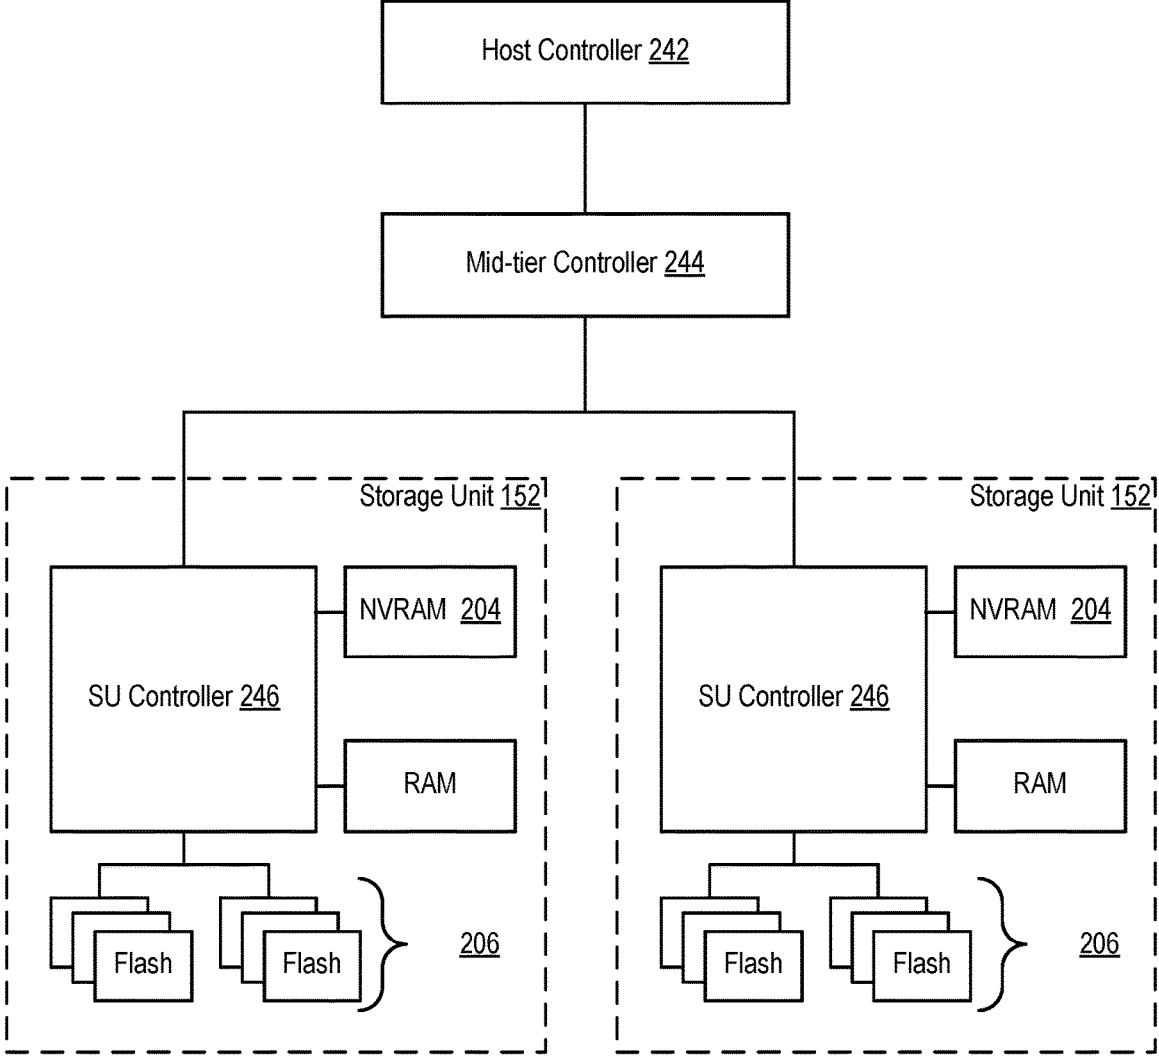 Host Controller 242
Mid-tier Controller 244
Storage Unit 152
SU Controller 246
NVRAM 204
RAM
Flash
Flash
206
Storage Unit 152
SU Controller 246
NVRAM 204
RAM
Flash
Flash
206